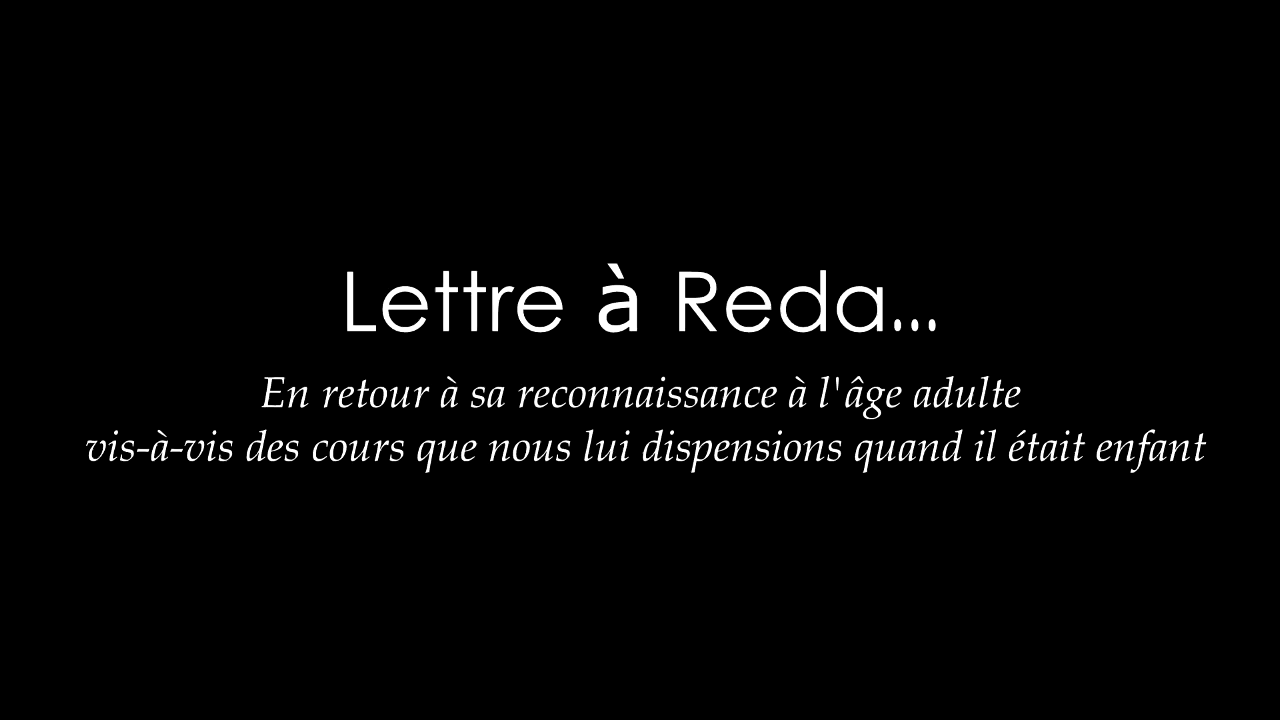 Lettre à Reda...
En retour à sa reconnaissance à l'âge adulte
vis-à-vis des cours que nous lui dispensions quand il était enfant